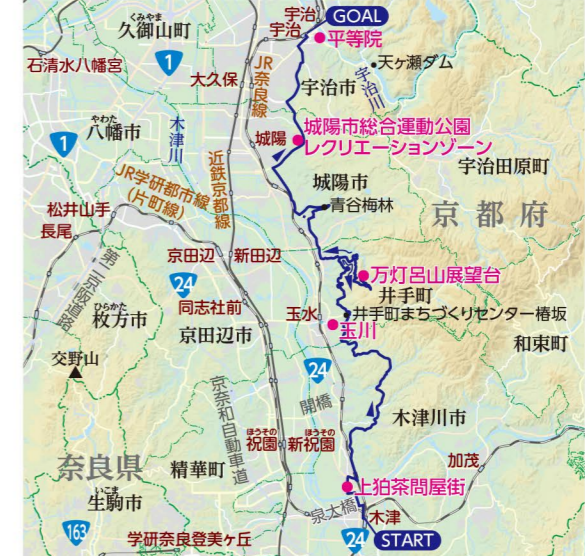 宇治
GOAL
くみやま
久御山町
宇治
平等院
石清水八幡宮
1
大久保
JR奈良線
宇治市
天ヶ瀬ダム
宇治川
やわた
八幡市
1
木津川
近鉄京都線
城陽
城陽市総合運動公園
レクリエーションゾーン
宇治田原町
JR学研都市線
(片町線)
城陽市
青谷梅林
京都府
松井山手
長尾
京田辺
新田辺
第二京阪道路
24
万灯呂山展望台
井手町
ひらかた
枚方市
同志社前
京田辺市
玉水
井手町まちづくりセンター椿坂
玉川
和束町
交野山
24
開橋
京奈和自動車道
木津川市
ほうその
祝園
ほうその
新祝園
奈良県
精華町
加茂
いこま
生駒市
上狛茶問屋街
泉大橋
木津
163
学研奈良登美ヶ丘
24
START